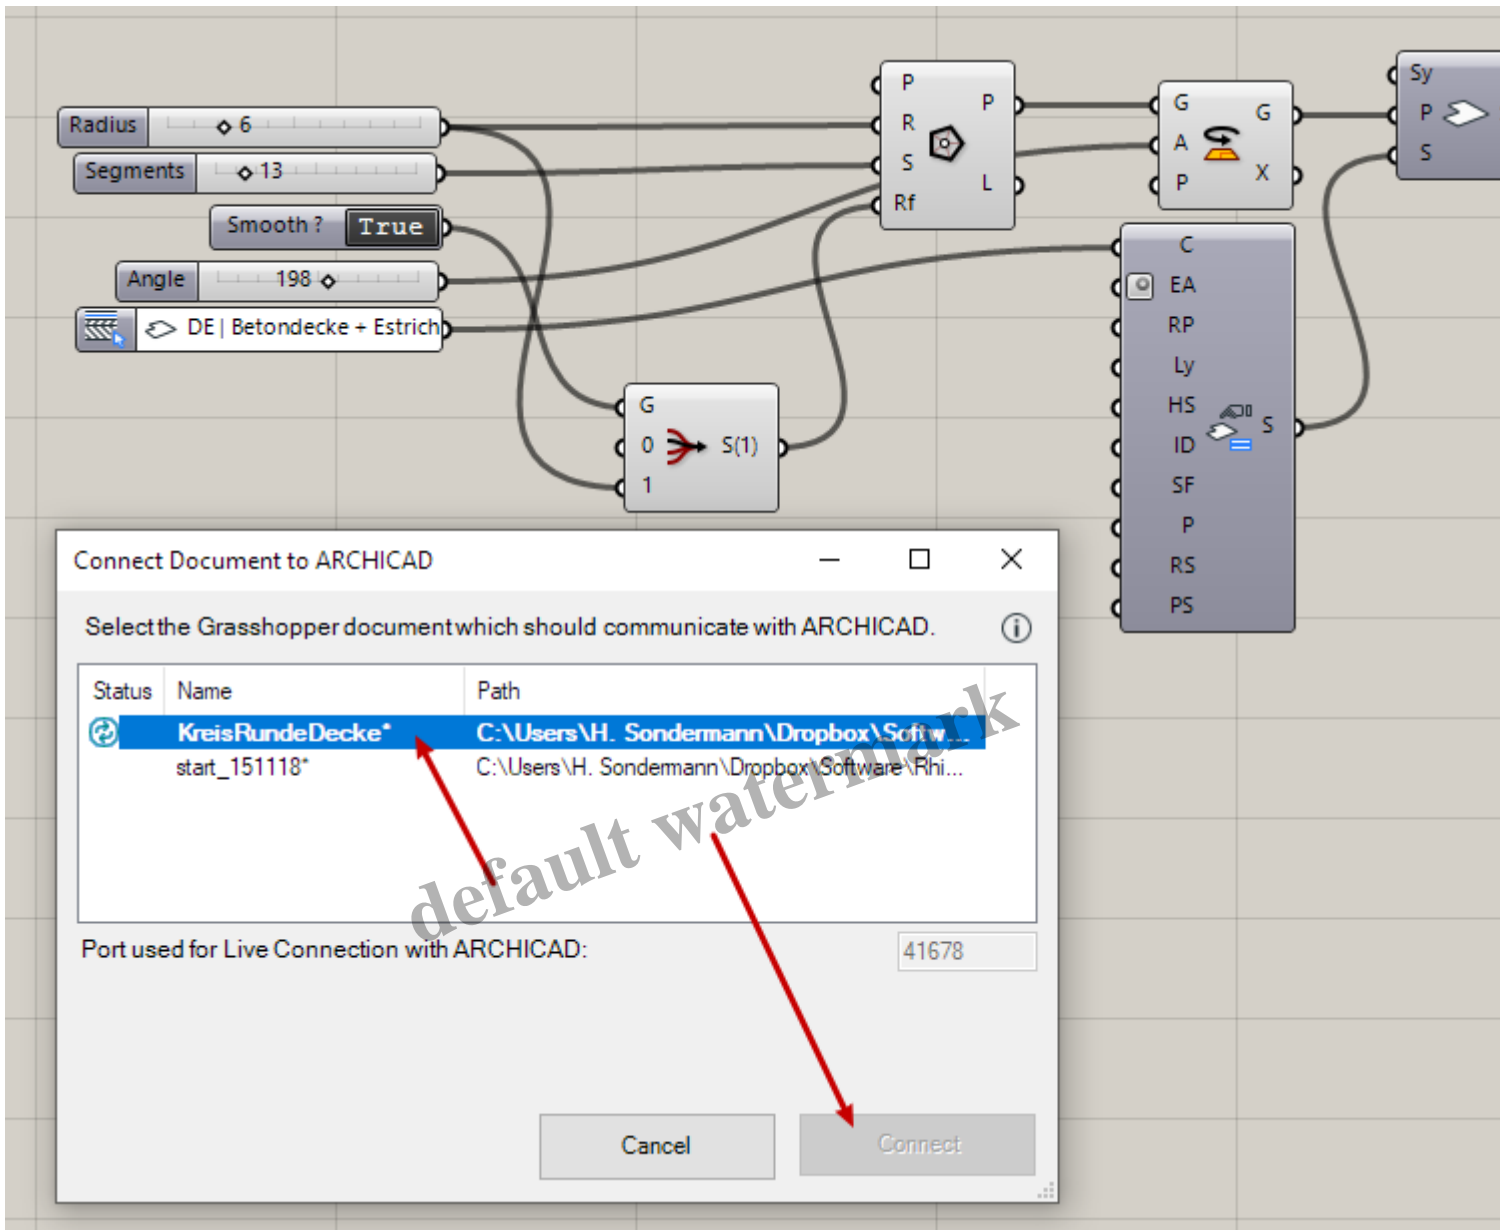 Radius 6
Segments 13
Smooth ? True
Angle 198
DE | Betondecke + Estrich
P
R
S
Rf
P
L
G
A
P
G
X
Sy
P
S
C
EA
RP
Ly
HS
ID
SF
P
RS
PS
S
G
0
1
S(1)
Connect Document to ARCHICAD
Select the Grasshopper document which should communicate with ARCHICAD.
Status Name Path
KreisRundeDecke* C:\Users\H. Sondermann\Dropbox\Softw...
start_151118* C:\Users\H. Sondermann\Dropbox\Software\Rhi...
default watermark
Port used for Live Connection with ARCHICAD: 41678
Cancel Connect